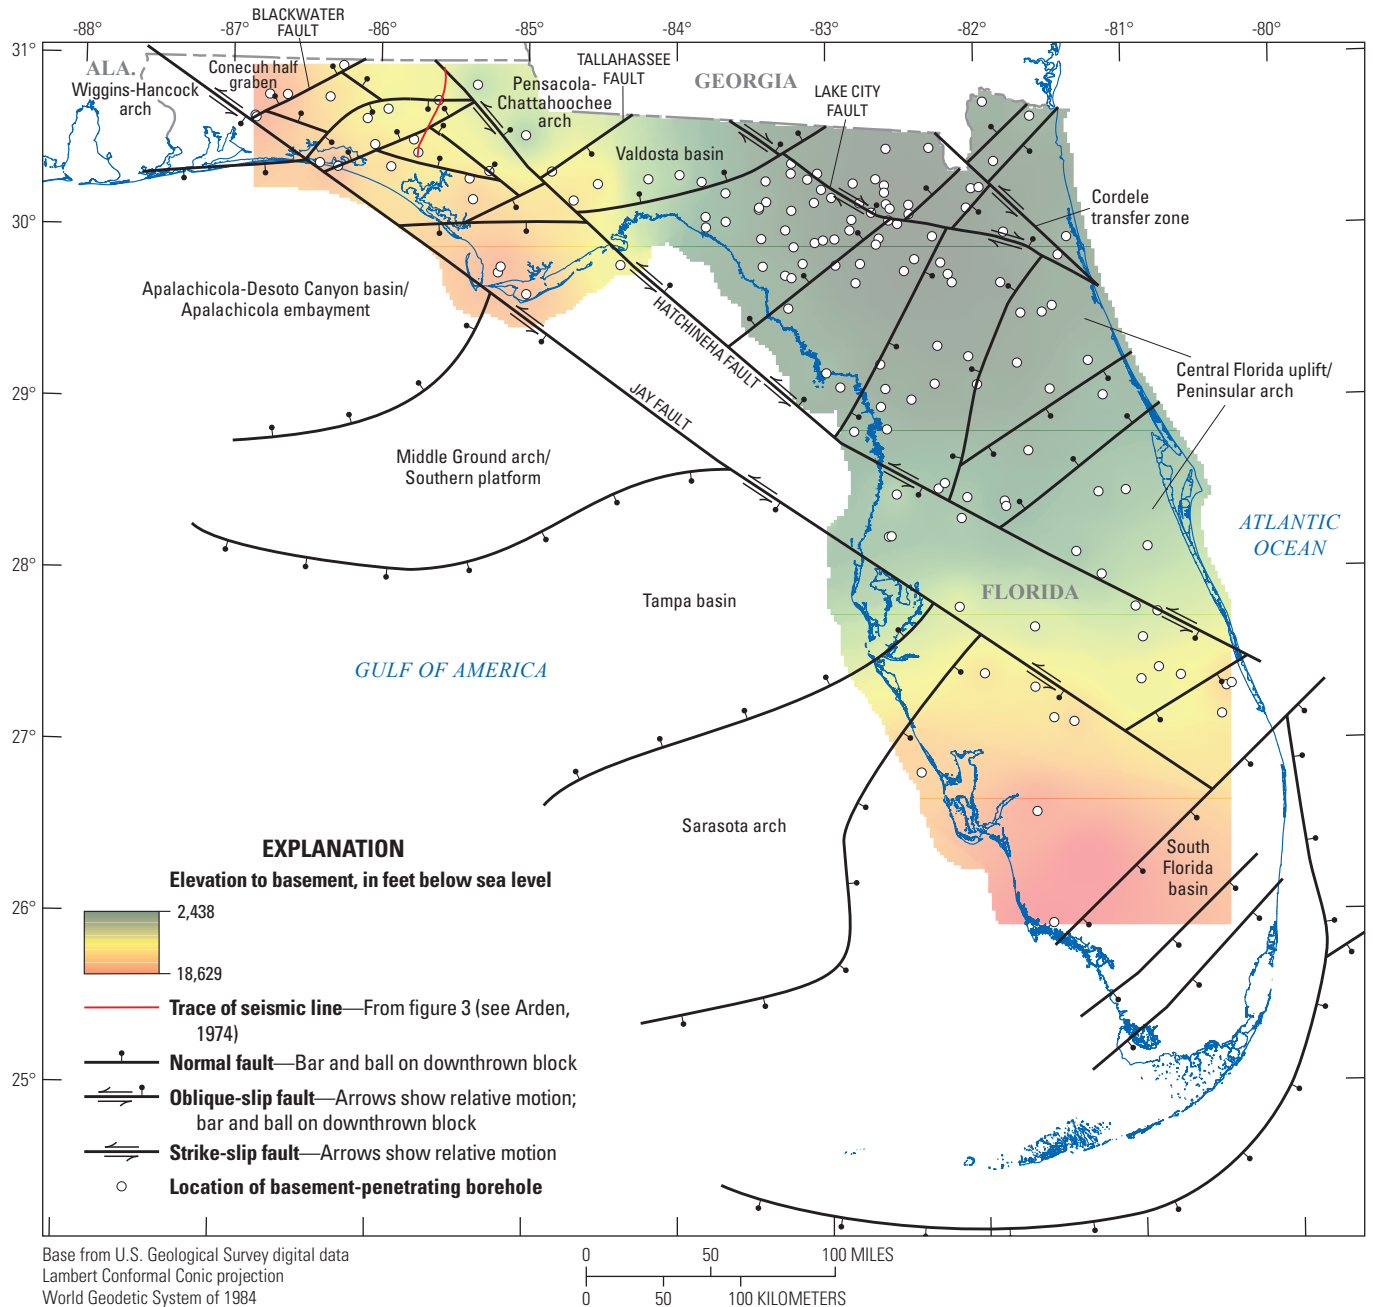 -88°
-87°
-86°
-85°
-84°
-83°
-82°
-81°
-80°
31°
30°
29°
28°
27°
26°
25°
BLACKWATER
FAULT
ALA.
Conecuh half
graben
Wiggins-Hancock
arch
Pensacola-
Chattahoochee
arch
TALLAHASSEE
FAULT
GEORGIA
LAKE CITY
FAULT
Valdosta basin
Cordele
transfer zone
Apalachicola-Desoto Canyon basin/
Apalachicola embayment
HATCHINEHA FAULT
JAY FAULT
Central Florida uplift/
Peninsular arch
Middle Ground arch/
Southern platform
ATLANTIC
OCEAN
Tampa basin
FLORIDA
GULF OF AMERICA
Sarasota arch
South
Florida
basin
EXPLANATION
Elevation to basement, in feet below sea level
2,438
18,629
Trace of seismic line—From figure 3 (see Arden,
1974)
Normal fault—Bar and ball on downthrown block
Oblique-slip fault—Arrows show relative motion;
bar and ball on downthrown block
Strike-slip fault—Arrows show relative motion
Location of basement-penetrating borehole
Base from U.S. Geological Survey digital data
Lambert Conformal Conic projection
World Geodetic System of 1984
0 50 100 MILES
0 50 100 KILOMETERS